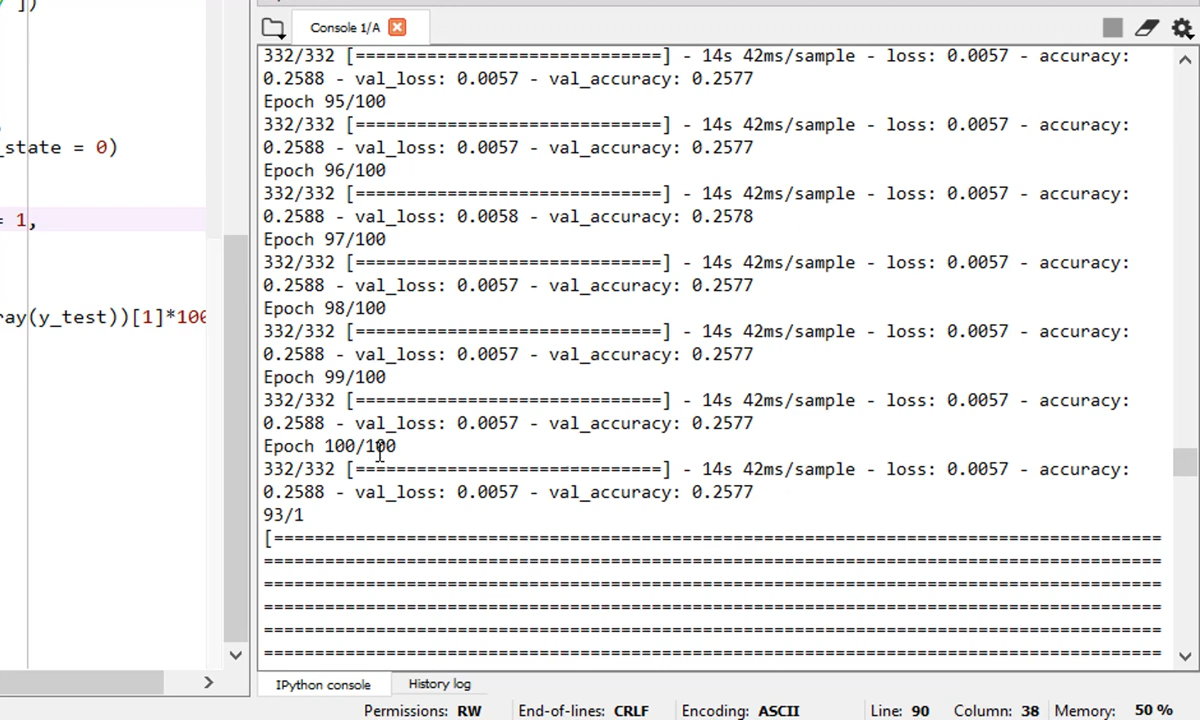 '])
Console 1/A
332/332 [==============================] - 14s 42ms/sample - loss: 0.0057 - accuracy:
0.2588 - val_loss: 0.0057 - val_accuracy: 0.2577
Epoch 95/100
332/332 [==============================] - 14s 42ms/sample - loss: 0.0057 - accuracy:
0.2588 - val_loss: 0.0057 - val_accuracy: 0.2577
_state = 0)
Epoch 96/100
332/332 [==============================] - 14s 42ms/sample - loss: 0.0057 - accuracy:
0.2588 - val_loss: 0.0058 - val_accuracy: 0.2578
= 1,
Epoch 97/100
332/332 [==============================] - 14s 42ms/sample - loss: 0.0057 - accuracy:
0.2588 - val_loss: 0.0057 - val_accuracy: 0.2577
Epoch 98/100
ray(y_test))[1]*100
332/332 [==============================] - 14s 42ms/sample - loss: 0.0057 - accuracy:
0.2588 - val_loss: 0.0057 - val_accuracy: 0.2577
Epoch 99/100
332/332 [==============================] - 14s 42ms/sample - loss: 0.0057 - accuracy:
0.2588 - val_loss: 0.0057 - val_accuracy: 0.2577
Epoch 100/100
332/332 [==============================] - 14s 42ms/sample - loss: 0.0057 - accuracy:
0.2588 - val_loss: 0.0057 - val_accuracy: 0.2577
93/1
[=======================================================================================
========================================================================================
========================================================================================
========================================================================================
========================================================================================
========================================================================================
IPython console History log
Permissions: RW End-of-lines: CRLF Encoding: ASCII Line: 90 Column: 38 Memory: 50 %